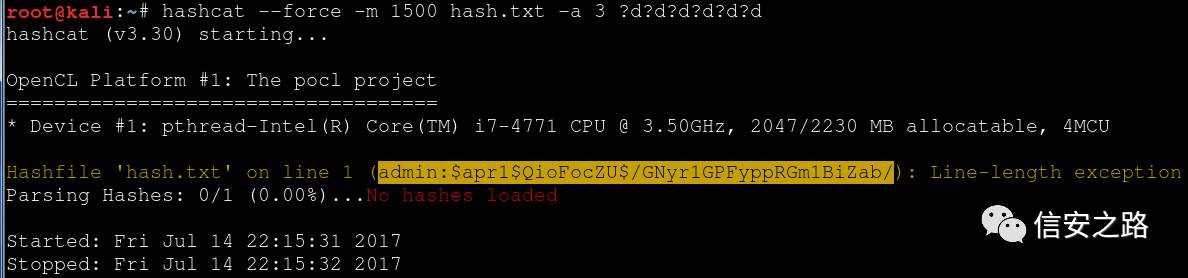 root@kali:~# hashcat --force -m 1500 hash.txt -a 3 ?d?d?d?d?d?d
hashcat (v3.30) starting...
OpenCL Platform #1: The pocl project
====================================
* Device #1: pthread-Intel(R) Core(TM) i7-4771 CPU @ 3.50GHz, 2047/2230 MB allocatable, 4MCU
Hashfile 'hash.txt' on line 1 (admin:$apr1$QioFocZU$/GNyr1GPFyppRGm1BiZab/): Line-length exception
Parsing Hashes: 0/1 (0.00%)...No hashes loaded
Started: Fri Jul 14 22:15:31 2017
Stopped: Fri Jul 14 22:15:32 2017
信安之路